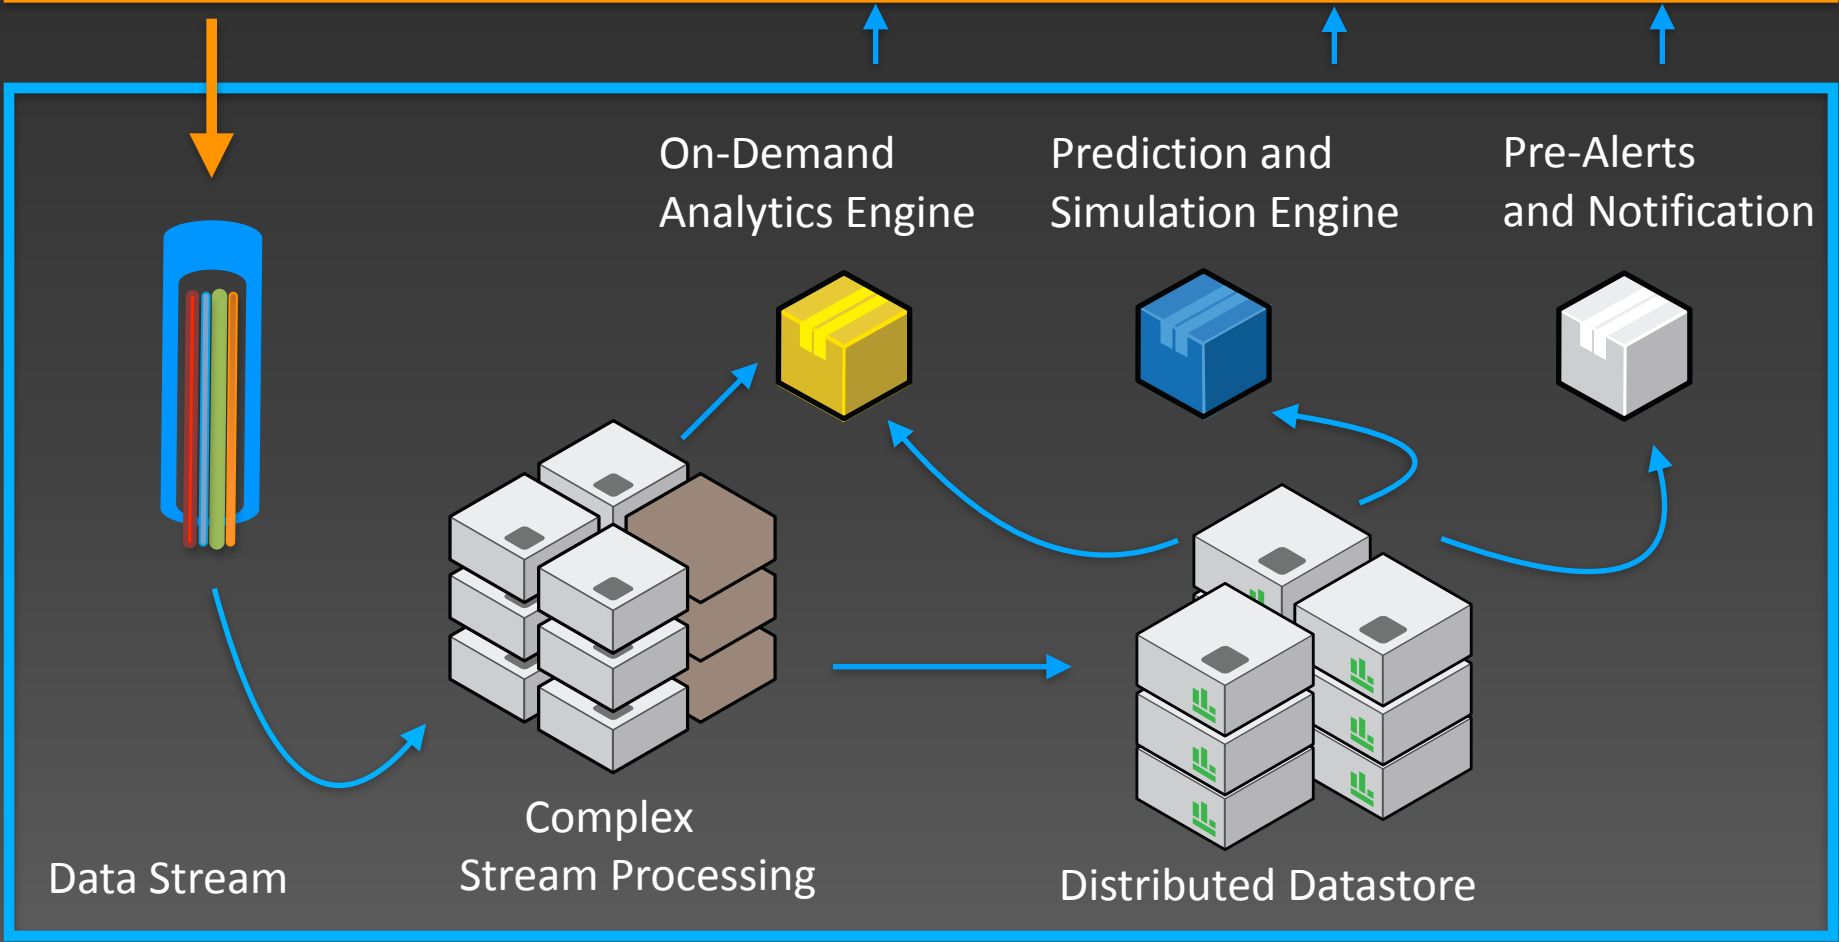 On-Demand
Analytics Engine
Prediction and
Simulation Engine
Pre-Alerts
and Notification
Complex
Stream Processing
Data Stream
Distributed Datastore